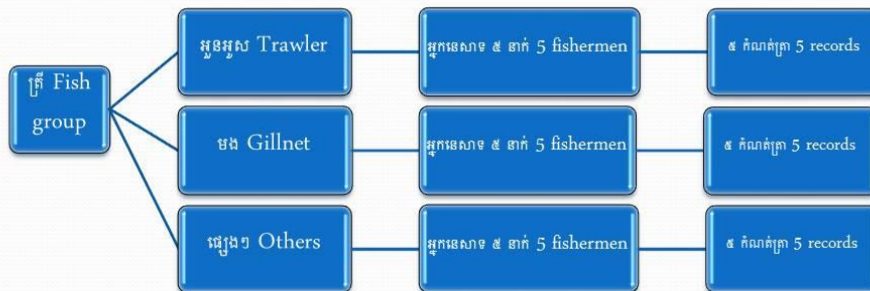 ត្រី Fish
group
អួនអូស Trawler
អ្នកនេសាទ ៥ នាក់ 5 fishermen
៥ កំណត់ត្រា 5 records
មង Gillnet
អ្នកនេសាទ ៥ នាក់ 5 fishermen
៥ កំណត់ត្រា 5 records
ផ្សេងៗ Others
អ្នកនេសាទ ៥ នាក់ 5 fishermen
៥ កំណត់ត្រា 5 records